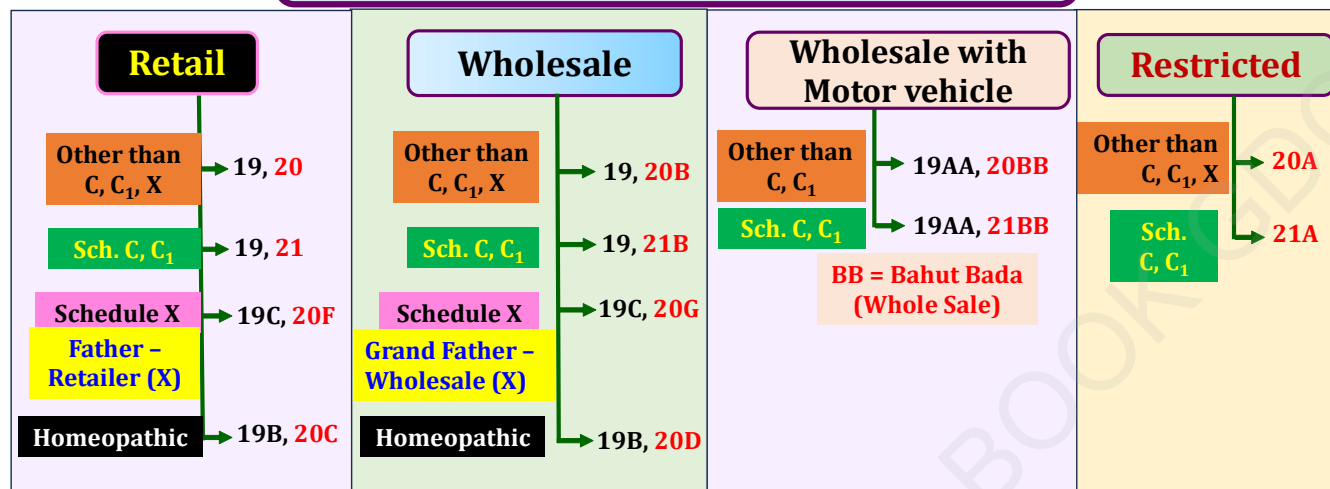 Retail
Other than
C, C₁, X
19, 20
Sch. C, C₁
19, 21
Schedule X
19C, 20F
Father –
Retailer (X)
Homeopathic
19B, 20C
Wholesale
Other than
C, C₁, X
19, 20B
Sch. C, C₁
19, 21B
Schedule X
19C, 20G
Grand Father –
Wholesale (X)
Homeopathic
19B, 20D
Wholesale with
Motor vehicle
Other than
C, C₁
19AA, 20BB
Sch. C, C₁
19AA, 21BB
BB = Bahut Bada
(Whole Sale)
Restricted
Other than
C, C₁, X
20A
Sch.
C, C₁
21A
BOOK GDC